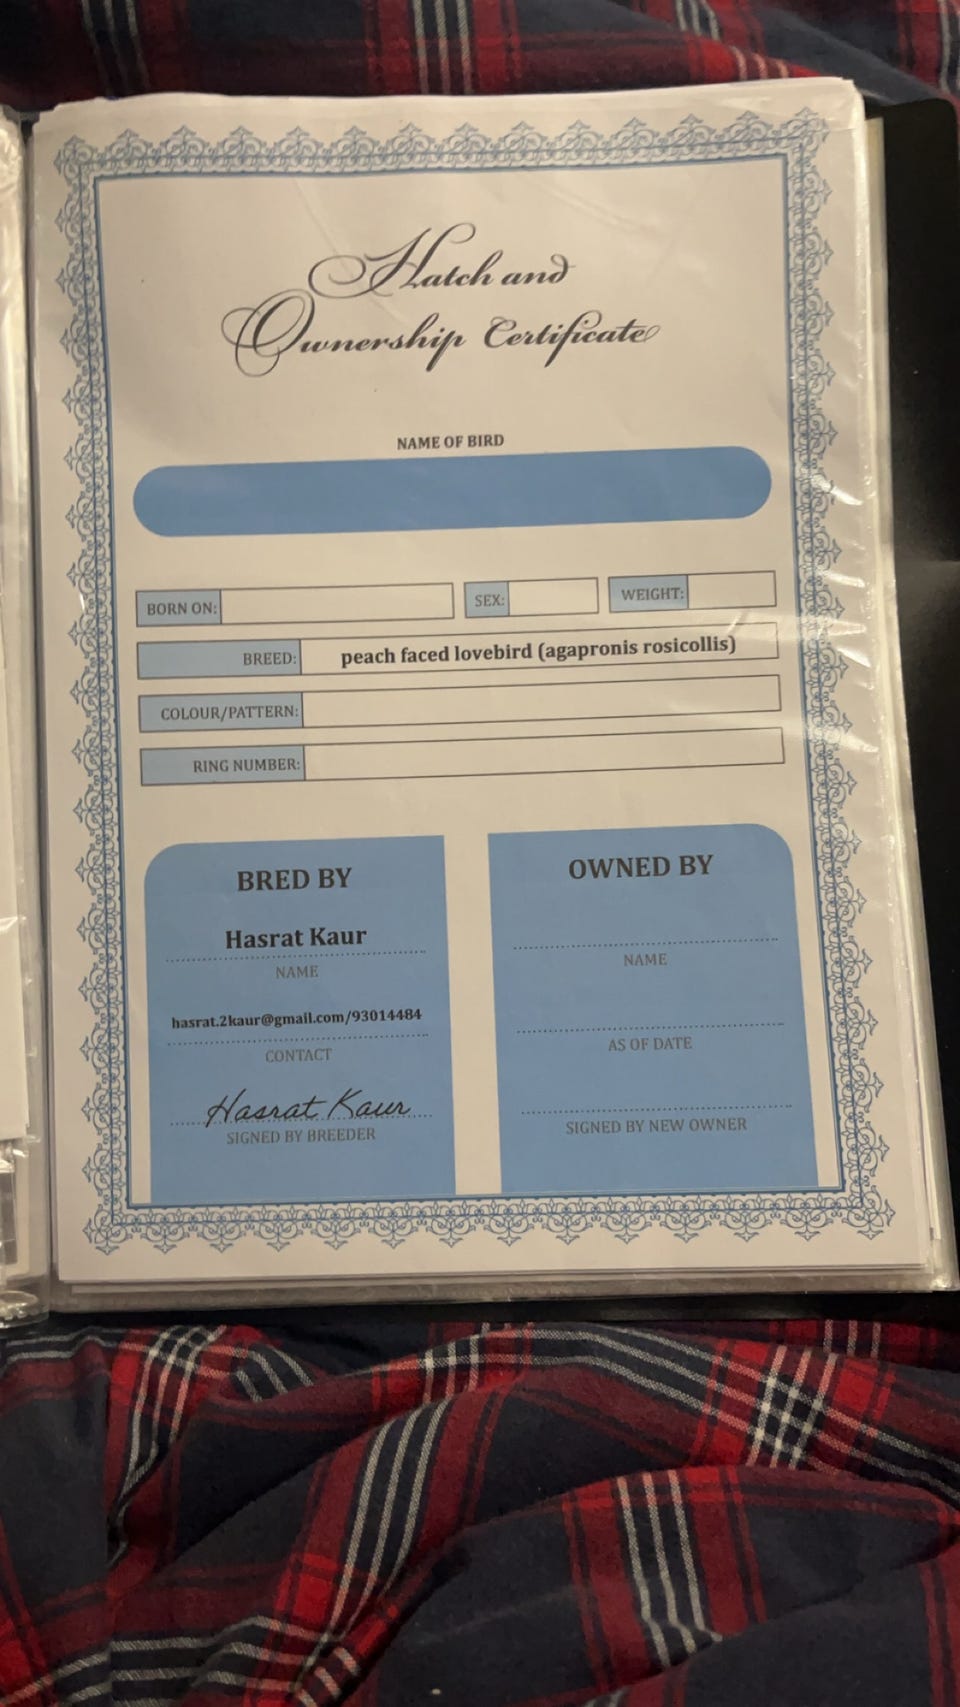 Hatch and
Ownership Certificate
NAME OF BIRD
BORN ON:
SEX:
WEIGHT:
BREED: peach faced lovebird (agapronis rosicollis)
COLOUR/PATTERN:
RING NUMBER:
BRED BY
Hasrat Kaur
NAME
hasrat.2kaur@gmail.com/93014484
CONTACT
Hasrat Kaur
SIGNED BY BREEDER
OWNED BY
NAME
AS OF DATE
SIGNED BY NEW OWNER